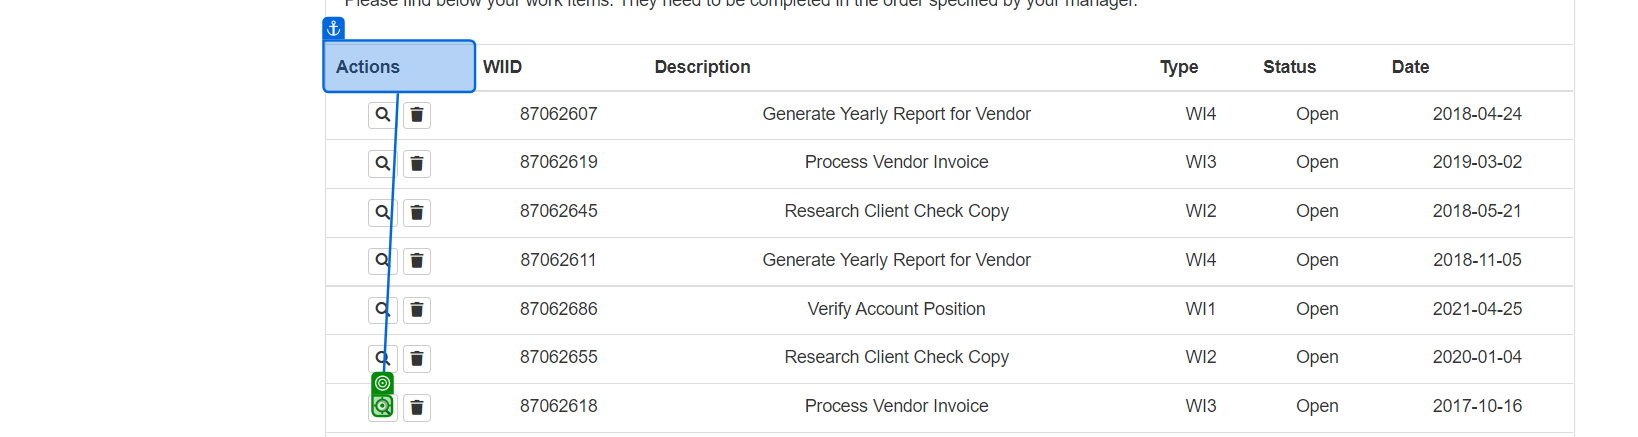 Please find below your work items. They need to be completed in the order specified by your manager.
Actions WIID Description Type Status Date
87062607 Generate Yearly Report for Vendor WI4 Open 2018-04-24
87062619 Process Vendor Invoice WI3 Open 2019-03-02
87062645 Research Client Check Copy WI2 Open 2018-05-21
87062611 Generate Yearly Report for Vendor WI4 Open 2018-11-05
87062686 Verify Account Position WI1 Open 2021-04-25
87062655 Research Client Check Copy WI2 Open 2020-01-04
87062618 Process Vendor Invoice WI3 Open 2017-10-16